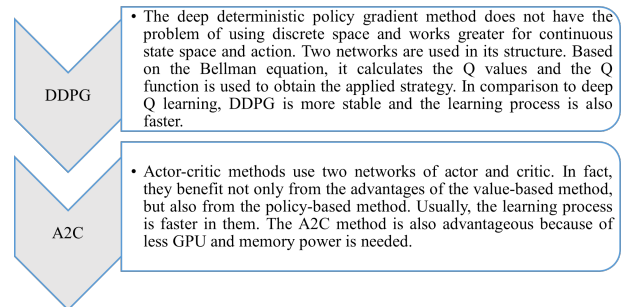 DDPG
• The deep deterministic policy gradient method does not have the
problem of using discrete space and works greater for continuous
state space and action. Two networks are used in its structure. Based
on the Bellman equation, it calculates the Q values and the Q
function is used to obtain the applied strategy. In comparison to deep
Q learning, DDPG is more stable and the learning process is also
faster.
A2C
• Actor-critic methods use two networks of actor and critic. In fact,
they benefit not only from the advantages of the value-based method,
but also from the policy-based method. Usually, the learning process
is faster in them. The A2C method is also advantageous because of
less GPU and memory power is needed.